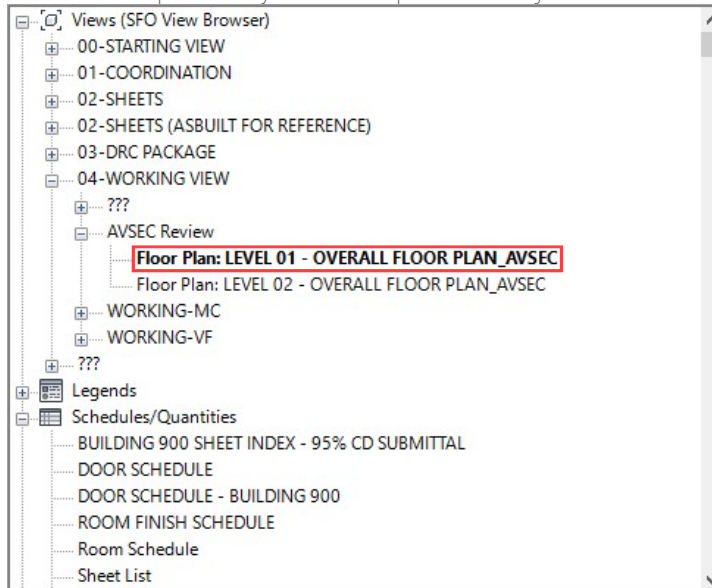 Views (SFO View Browser)
00-STARTING VIEW
01-COORDINATION
02-SHEETS
02-SHEETS (ASBUILT FOR REFERENCE)
03-DRC PACKAGE
04-WORKING VIEW
???
AVSEC Review
Floor Plan: LEVEL 01 - OVERALL FLOOR PLAN_AVSEC
Floor Plan: LEVEL 02 - OVERALL FLOOR PLAN_AVSEC
WORKING-MC
WORKING-VF
???
Legends
Schedules/Quantities
BUILDING 900 SHEET INDEX - 95% CD SUBMITTAL
DOOR SCHEDULE
DOOR SCHEDULE - BUILDING 900
ROOM FINISH SCHEDULE
Room Schedule
Sheet List